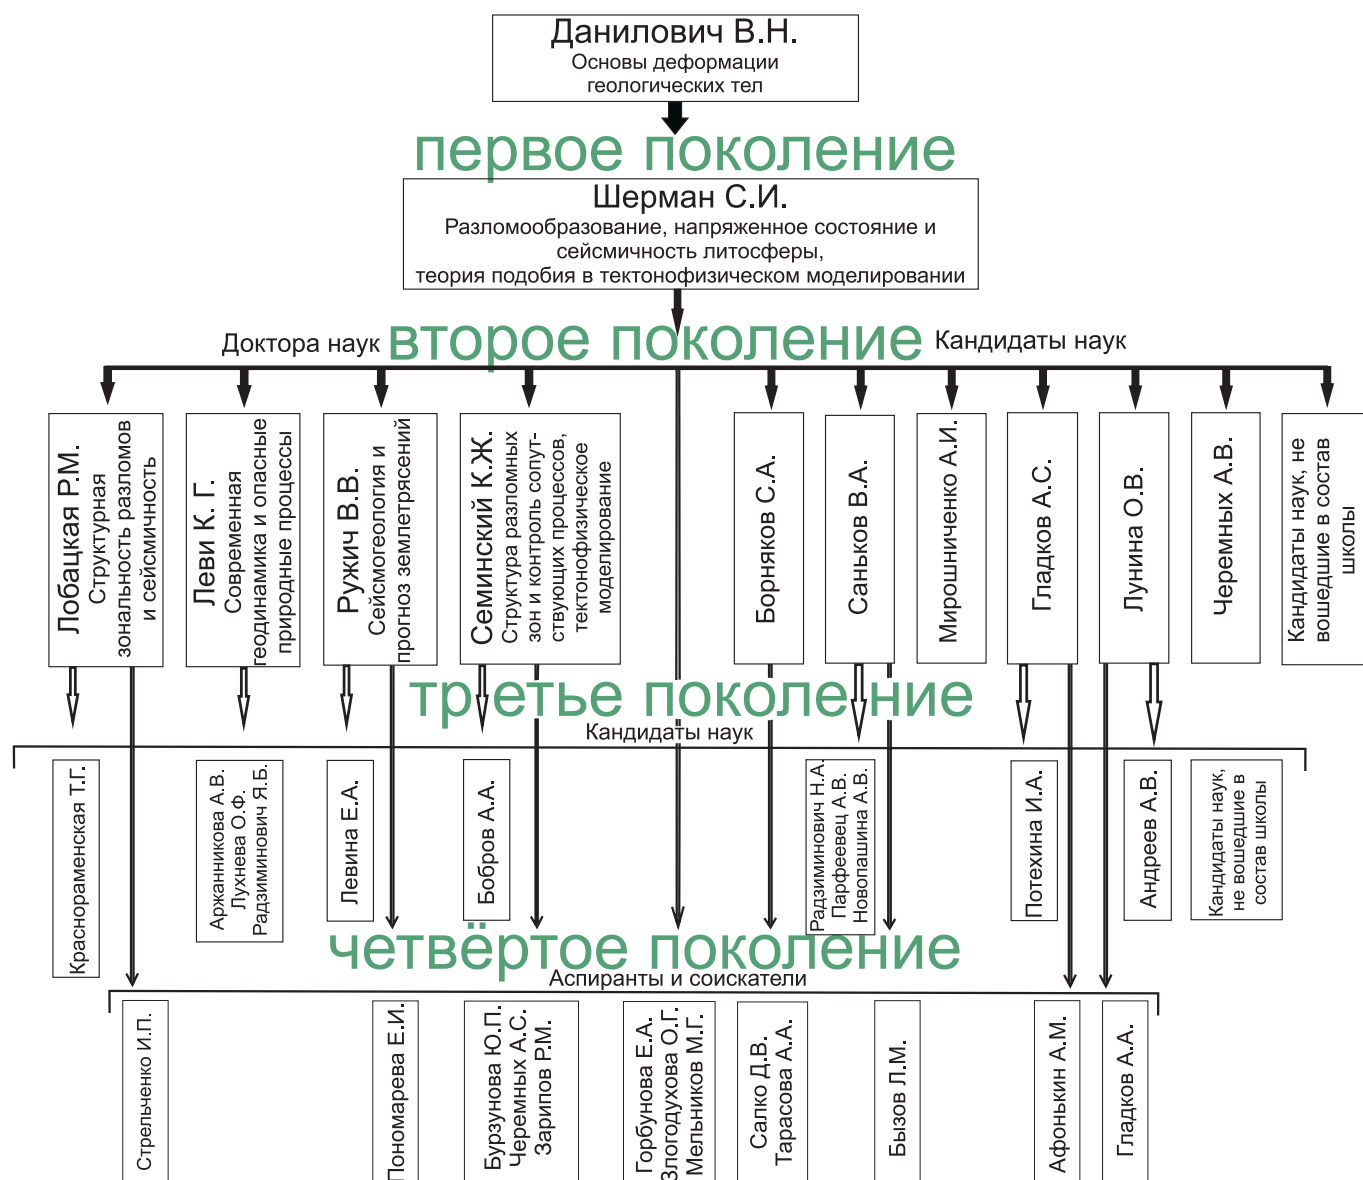 Данилович В.Н.
Основы деформации
геологических тел
первое поколение
Шерман С.И.
Разломообразование, напряженное состояние и
сейсмичность литосферы,
теория подобия в тектонофизическом моделировании
Доктора наук
второе поколение
Кандидаты наук
Лобацкая Р.М.
Структурная
зональность разломов
и сейсмичность
Леви К. Г.
Современная
геодинамика и опасные
природные процессы
Ружич В.В.
Сейсмогеология и
прогноз землетрясений
Семинский К.Ж.
Структура разломных
зон и контроль сопут-
ствующих процессов,
тектонофизическое
моделирование
Борняков С.А.
Саньков В.А.
Мирошниченко А.И.
Гладков А.С.
Лунина О.В.
Черемных А.В.
Кандидаты наук, не
вошедшие в состав
школы
третье поколение
Кандидаты наук
Краснораменская Т.Г.
Аржанникова А.В.
Лухнева О.Ф.
Радзиминович Я.Б.
Левина Е.А.
Бобров А.А.
Радзиминович Н.А.
Парфеевец А.В.
Новопашина А.В.
Потехина И.А.
Андреев А.В.
Кандидаты наук,
не вошедшие в
состав школы
четвёртое поколение
Аспиранты и соискатели
Стрельченко И.П.
Пономарева Е.И.
Бурзунова Ю.П.
Черемных А.С.
Зарипов Р.М.
Горбунова Е.А.
Злогодухова О.Г.
Мельников М.Г.
Салко Д.В.
Тарасова А.А.
Бызов Л.М.
Афонькин А.М.
Гладков А.А.